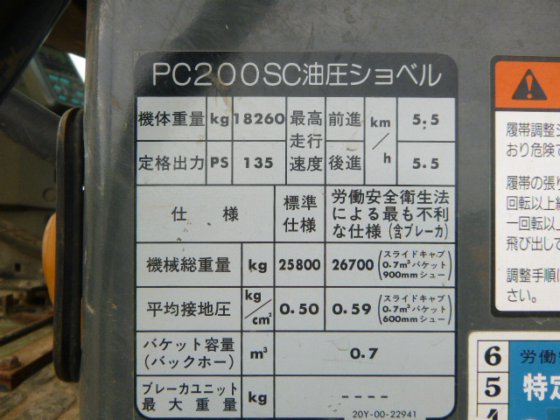 PC200SC油圧ショベル
機体重量 kg 18260 最高走行速度 前進 km/h 5.5
定格出力 PS 135 後進 5.5
仕様 標準仕様 労働安全衛生法による最も不利な仕様(含ブレーカ)
機械総重量 kg 25800 26700 (スライドキャブ 0.7m³バケット 900mmシュー)
平均接地圧 kg/cm² 0.50 0.59 (スライドキャブ 0.7m³バケット 600mmシュー)
バケット容量(バックホー) m³ 0.7
ブレーカユニット最大重量 kg ----
20Y-00-22941
履帯調整シ
おり危険で
履帯の張り
回転以上緩
一回転以上
飛び出して
調整手順に
さい。
6 労働安
5 特定
4